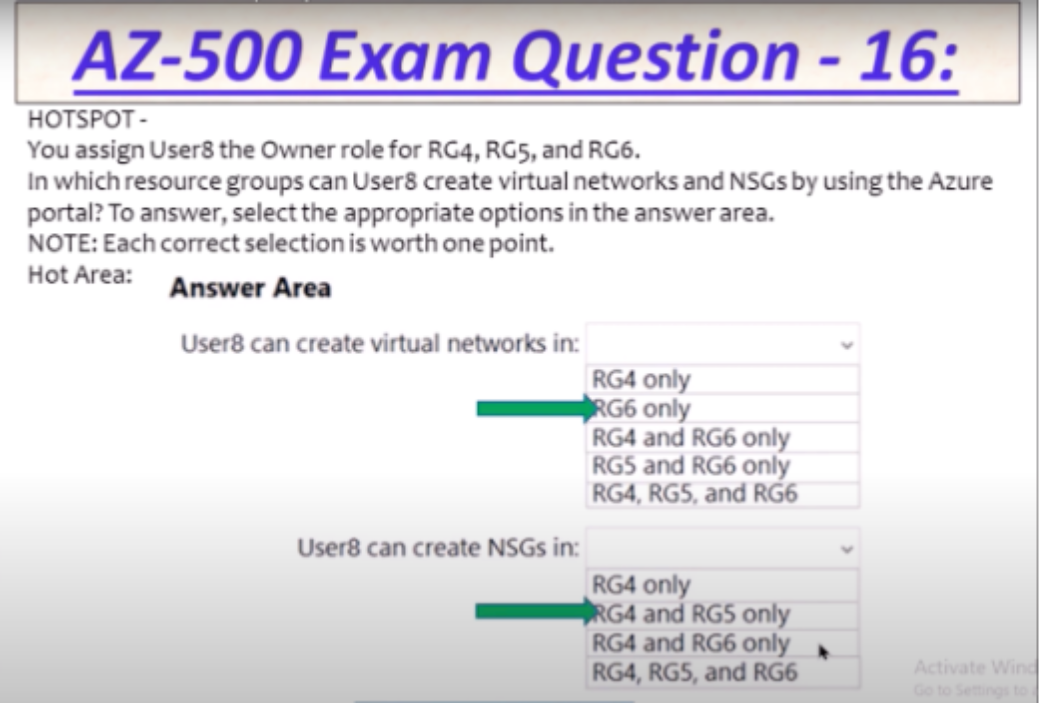 AZ-500 Exam Question - 16:
HOTSPOT -
You assign User8 the Owner role for RG4, RG5, and RG6.
In which resource groups can User8 create virtual networks and NSGs by using the Azure
portal? To answer, select the appropriate options in the answer area.
NOTE: Each correct selection is worth one point.
Hot Area:
Answer Area
User8 can create virtual networks in:
RG4 only
RG6 only
RG4 and RG6 only
RG5 and RG6 only
RG4, RG5, and RG6
User8 can create NSGs in:
RG4 only
RG4 and RG5 only
RG4 and RG6 only
RG4, RG5, and RG6
Activate Wind
Go to Settings to